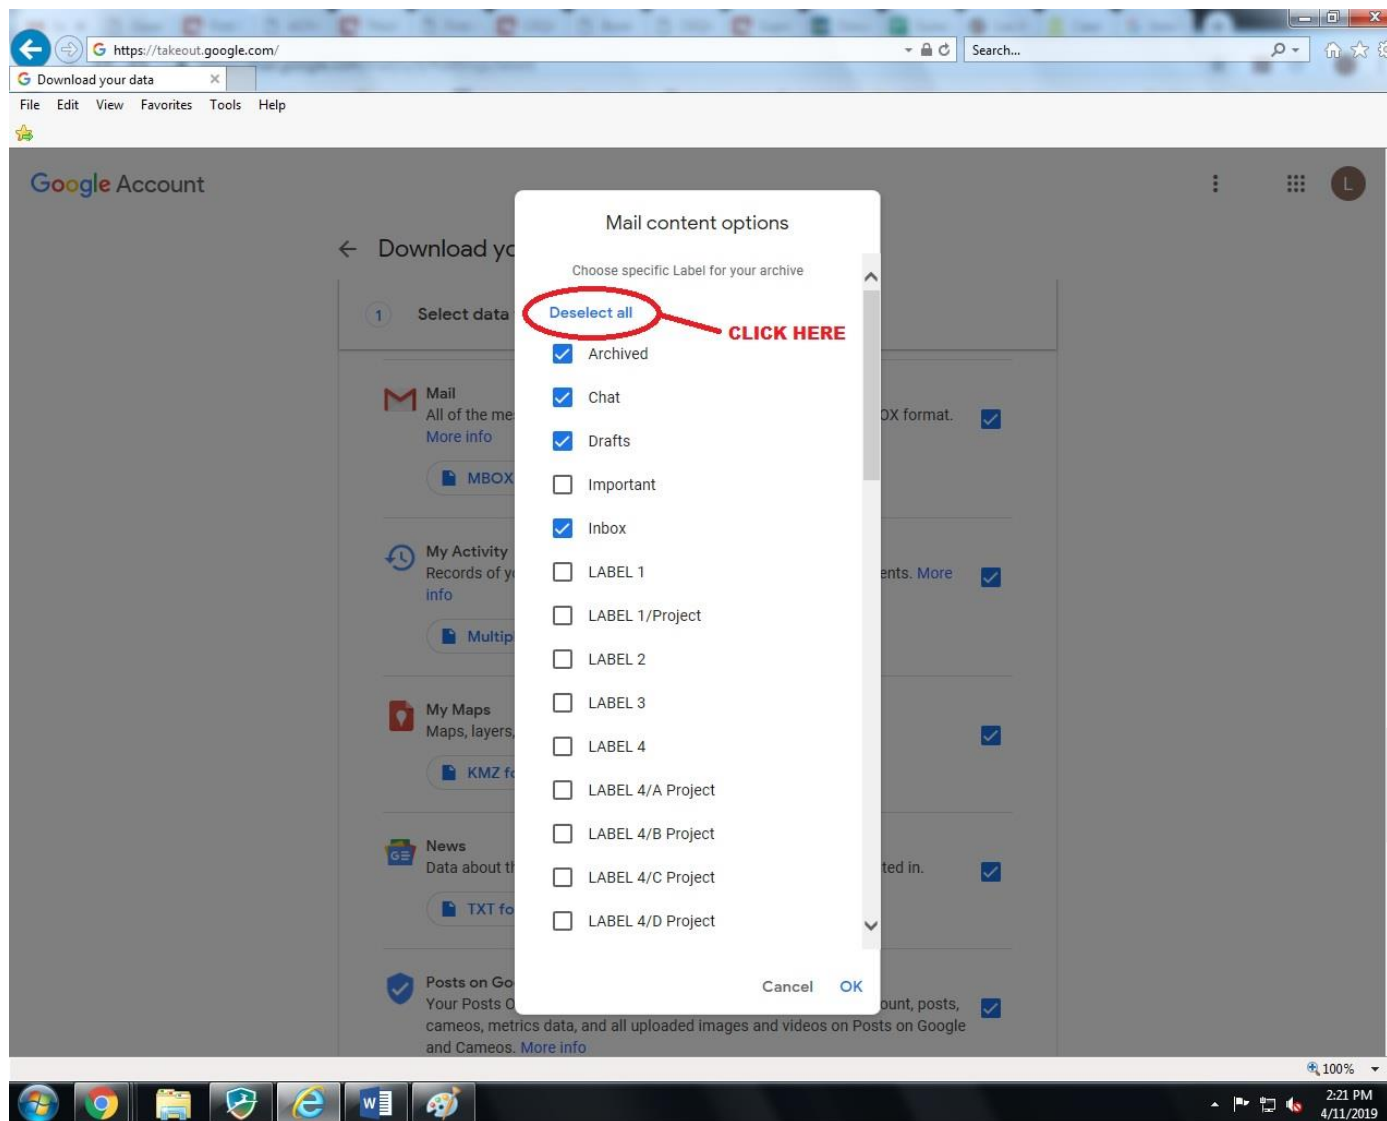 https://takeout.google.com/
Search...
Download your data
File Edit View Favorites Tools Help
Google Account
L
Mail content options
Download yo
Choose specific Label for your archive
1 Select data
Deselect all
CLICK HERE
Archived
Mail
All of the me
OX format.
More info
Chat
Drafts
MBOX
Important
Inbox
My Activity
Records of yo
ents. More
info
LABEL 1
LABEL 1/Project
Multip
LABEL 2
LABEL 3
My Maps
Maps, layers,
LABEL 4
KMZ fo
LABEL 4/A Project
LABEL 4/B Project
News
Data about th
ted in.
LABEL 4/C Project
TXT fo
LABEL 4/D Project
Cancel OK
Posts on Go
Your Posts O
ount, posts,
cameos, metrics data, and all uploaded images and videos on Posts on Google
and Cameos. More info
100%
2:21 PM
4/11/2019